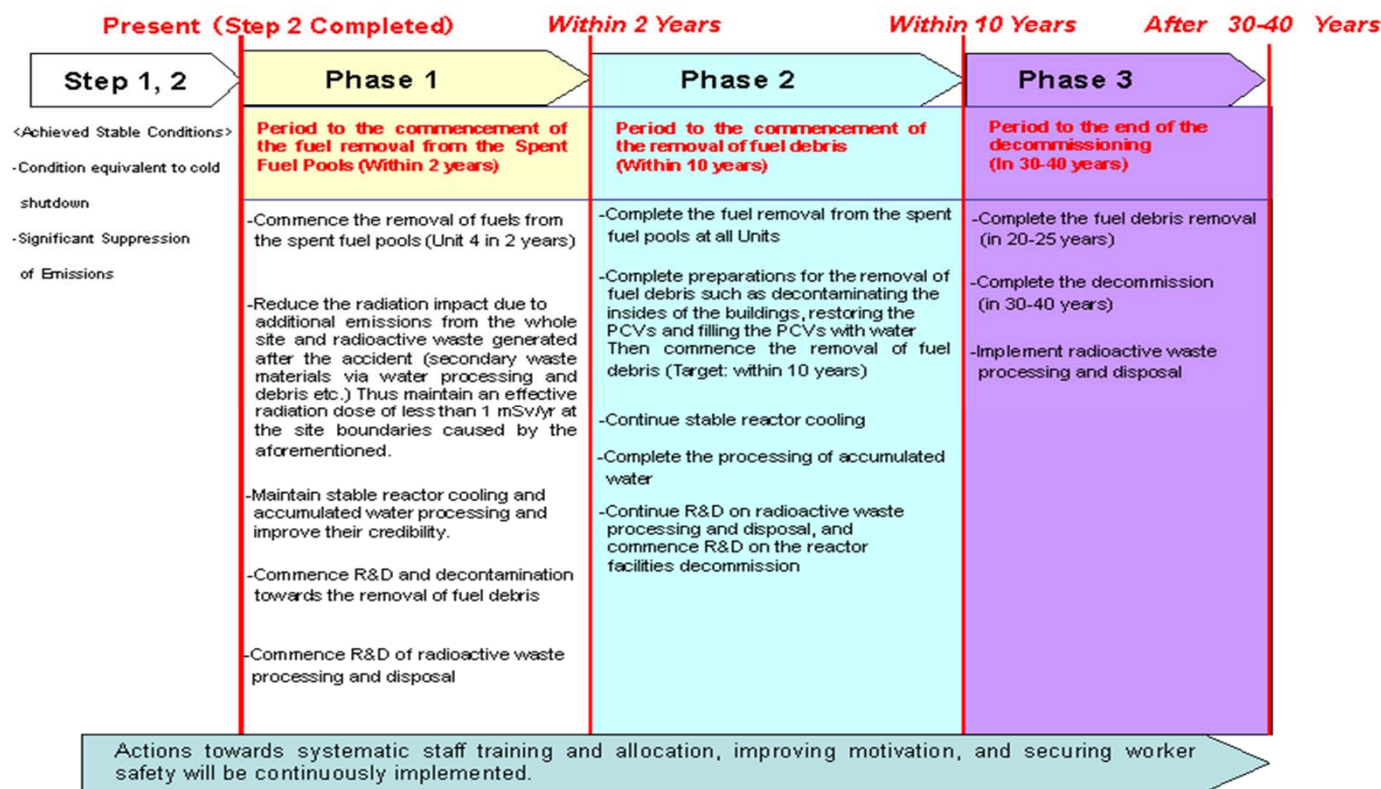 Present (Step 2 Completed)
Within 2 Years
Within 10 Years
After 30-40 Years
Step 1, 2
Phase 1
Phase 2
Phase 3
<Achieved Stable Conditions>
-Condition equivalent to cold
shutdown
-Significant Suppression
of Emissions
Period to the commencement of
the fuel removal from the Spent
Fuel Pools (Within 2 years)
-Commence the removal of fuels from
the spent fuel pools (Unit 4 in 2 years)
-Reduce the radiation impact due to
additional emissions from the whole
site and radioactive waste generated
after the accident (secondary waste
materials via water processing and
debris etc.) Thus maintain an effective
radiation dose of less than 1 mSv/yr at
the site boundaries caused by the
aforementioned.
-Maintain stable reactor cooling and
accumulated water processing and
improve their credibility.
-Commence R&D and decontamination
towards the removal of fuel debris
-Commence R&D of radioactive waste
processing and disposal
Period to the commencement of
the removal of fuel debris
(Within 10 years)
-Complete the fuel removal from the spent
fuel pools at all Units
-Complete preparations for the removal of
fuel debris such as decontaminating the
insides of the buildings, restoring the
PCVs and filling the PCVs with water
Then commence the removal of fuel
debris (Target: within 10 years)
-Continue stable reactor cooling
-Complete the processing of accumulated
water
-Continue R&D on radioactive waste
processing and disposal, and
commence R&D on the reactor
facilities decommission
Period to the end of the
decommissioning
(In 30-40 years)
-Complete the fuel debris removal
(in 20-25 years)
-Complete the decommission
(in 30-40 years)
-Implement radioactive waste
processing and disposal
Actions towards systematic staff training and allocation, improving motivation, and securing worker
safety will be continuously implemented.